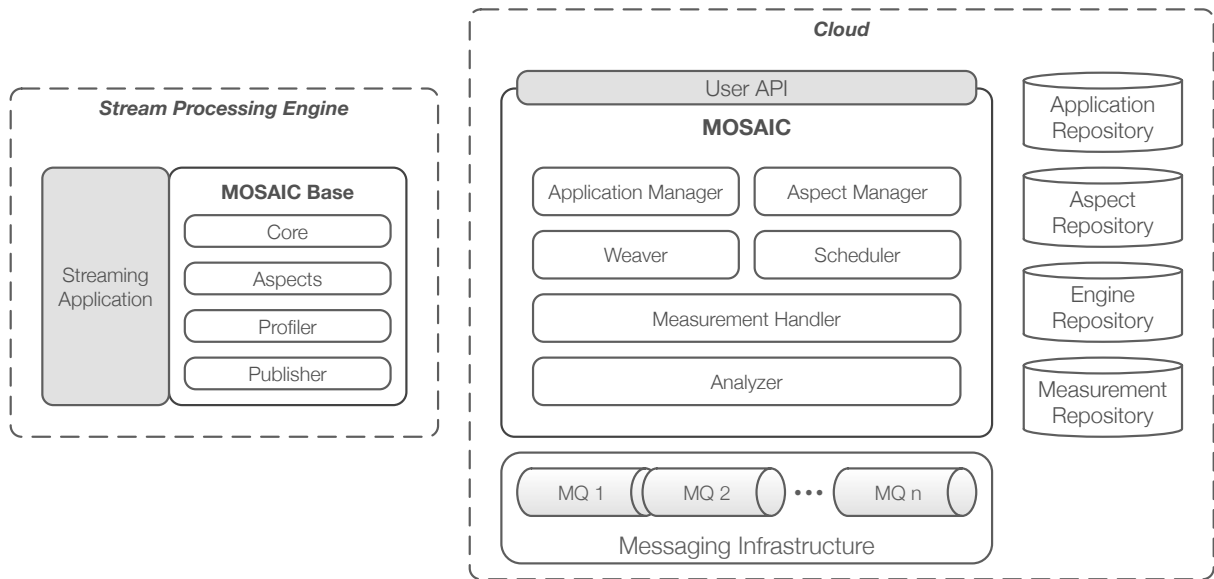 Stream Processing Engine
Streaming
Application
MOSAIC Base
Core
Aspects
Profiler
Publisher
Cloud
User API
MOSAIC
Application Manager
Aspect Manager
Weaver
Scheduler
Measurement Handler
Analyzer
Application
Repository
Aspect
Repository
Engine
Repository
Measurement
Repository
MQ 1
MQ 2
•••
MQ n
Messaging Infrastructure